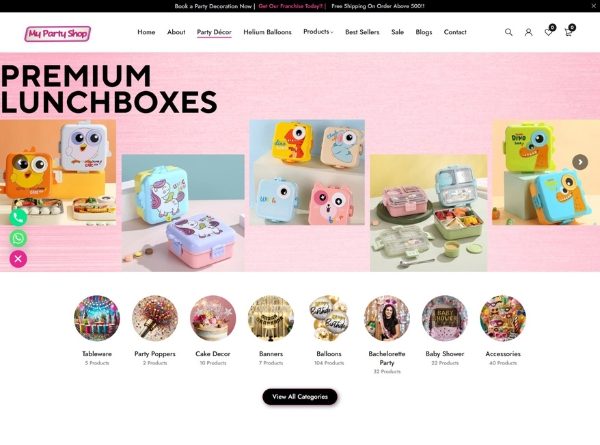 Book a Party Decoration Now | Get Our Franchise Today!! | Free Shipping On Order Above 500!!
My Party Shop
Home About Party Décor Helium Balloons Products Best Sellers Sale Blogs Contact
0 0
PREMIUM
LUNCHBOXES
Tableware Party Poppers Cake Decor Banners Balloons Bachelorette Party Baby Shower Accessories
3 Products 2 Products 10 Products 7 Products 104 Products 32 Products 22 Products 40 Products
View All Categories